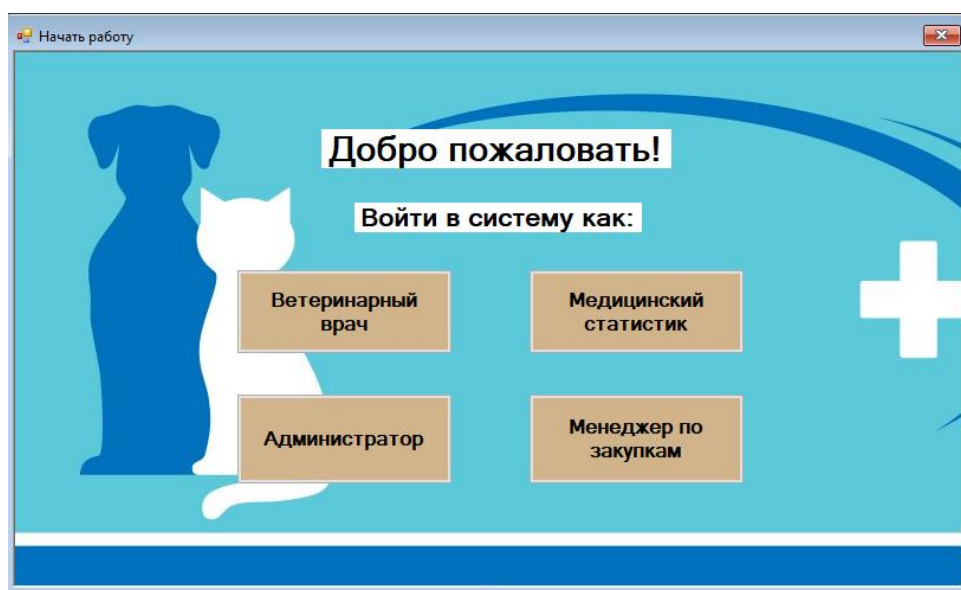 Начать работу
Добро пожаловать!
Войти в систему как:
Ветеринарный
врач
Медицинский
статистик
Администратор
Менеджер по
закупкам